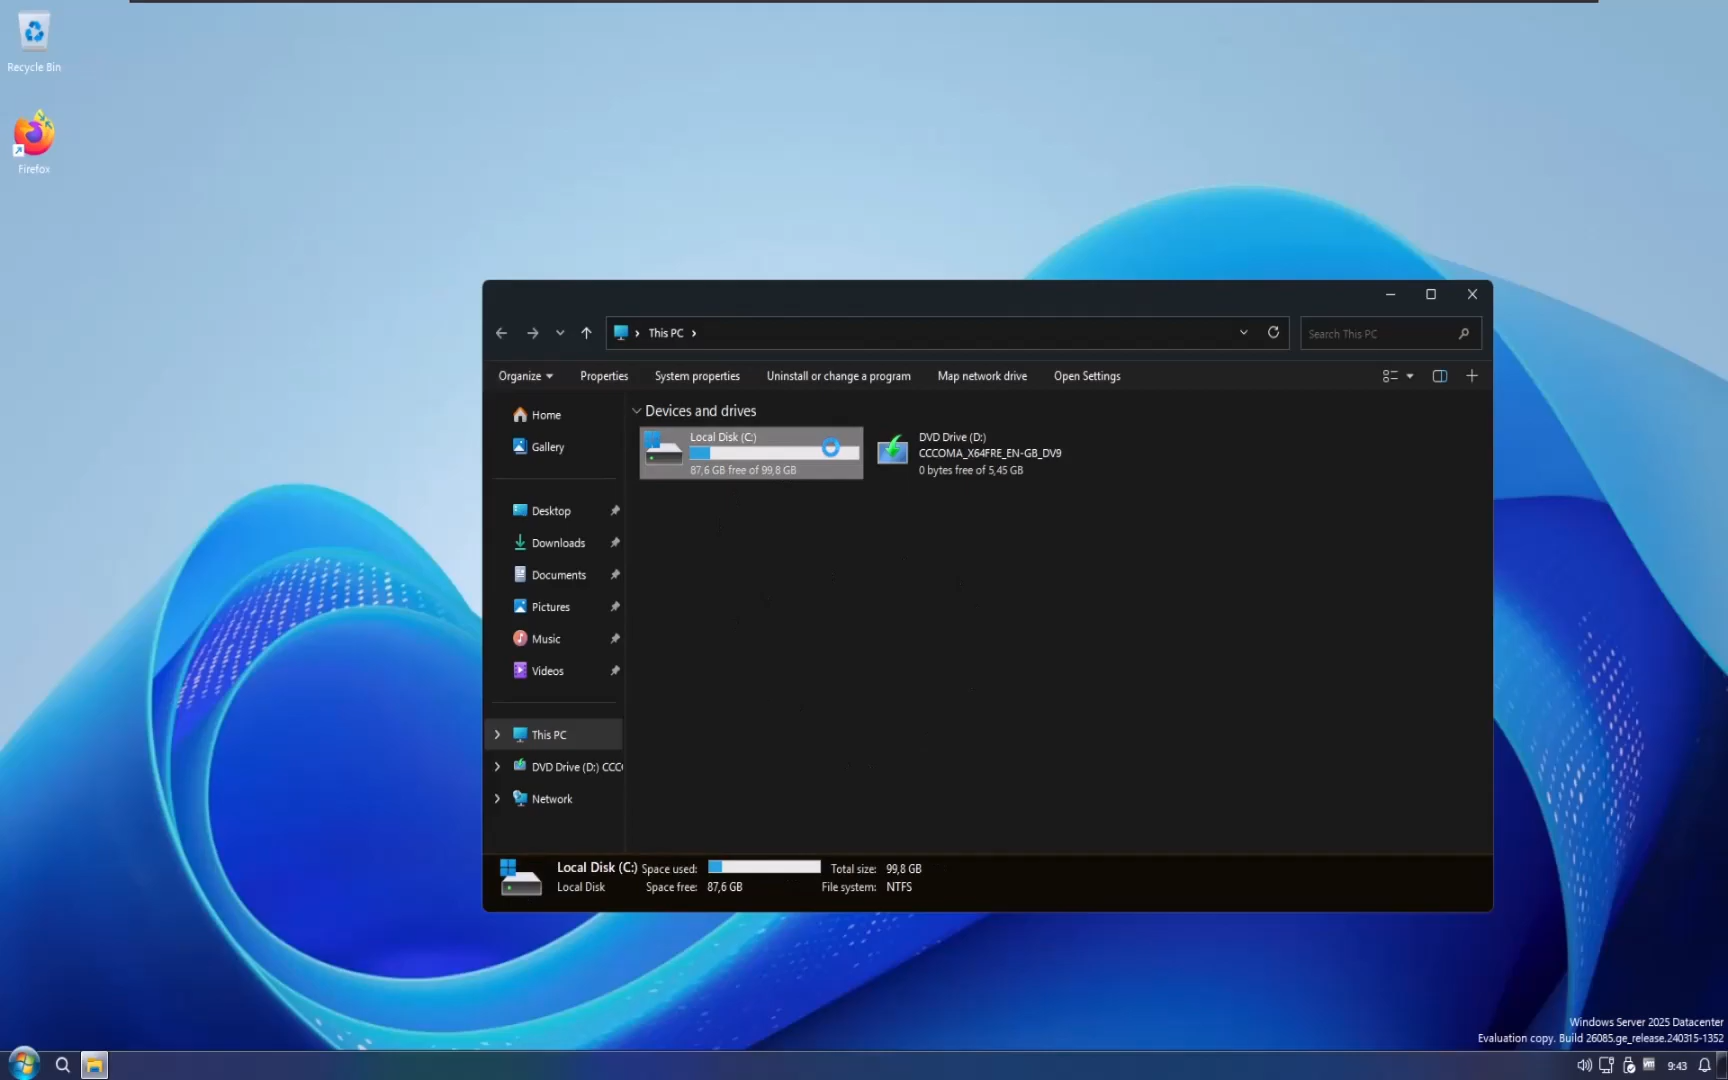 Recycle Bin
Firefox
This PC
Search This PC
Organize Properties System properties Uninstall or change a program Map network drive Open Settings
Home
Gallery
Desktop
Downloads
Documents
Pictures
Music
Videos
This PC
DVD Drive (D:) CCC
Network
Devices and drives
Local Disk (C:)
87,6 GB free of 99,8 GB
DVD Drive (D:)
CCCOMA_X64FRE_EN-GB_DV9
0 bytes free of 5,45 GB
Local Disk (C:) Space used: Total size: 99,8 GB
Local Disk Space free: 87,6 GB File system: NTFS
Windows Server 2025 Datacenter
Evaluation copy. Build 26085.ge_release.240315-1352
vm 9:43